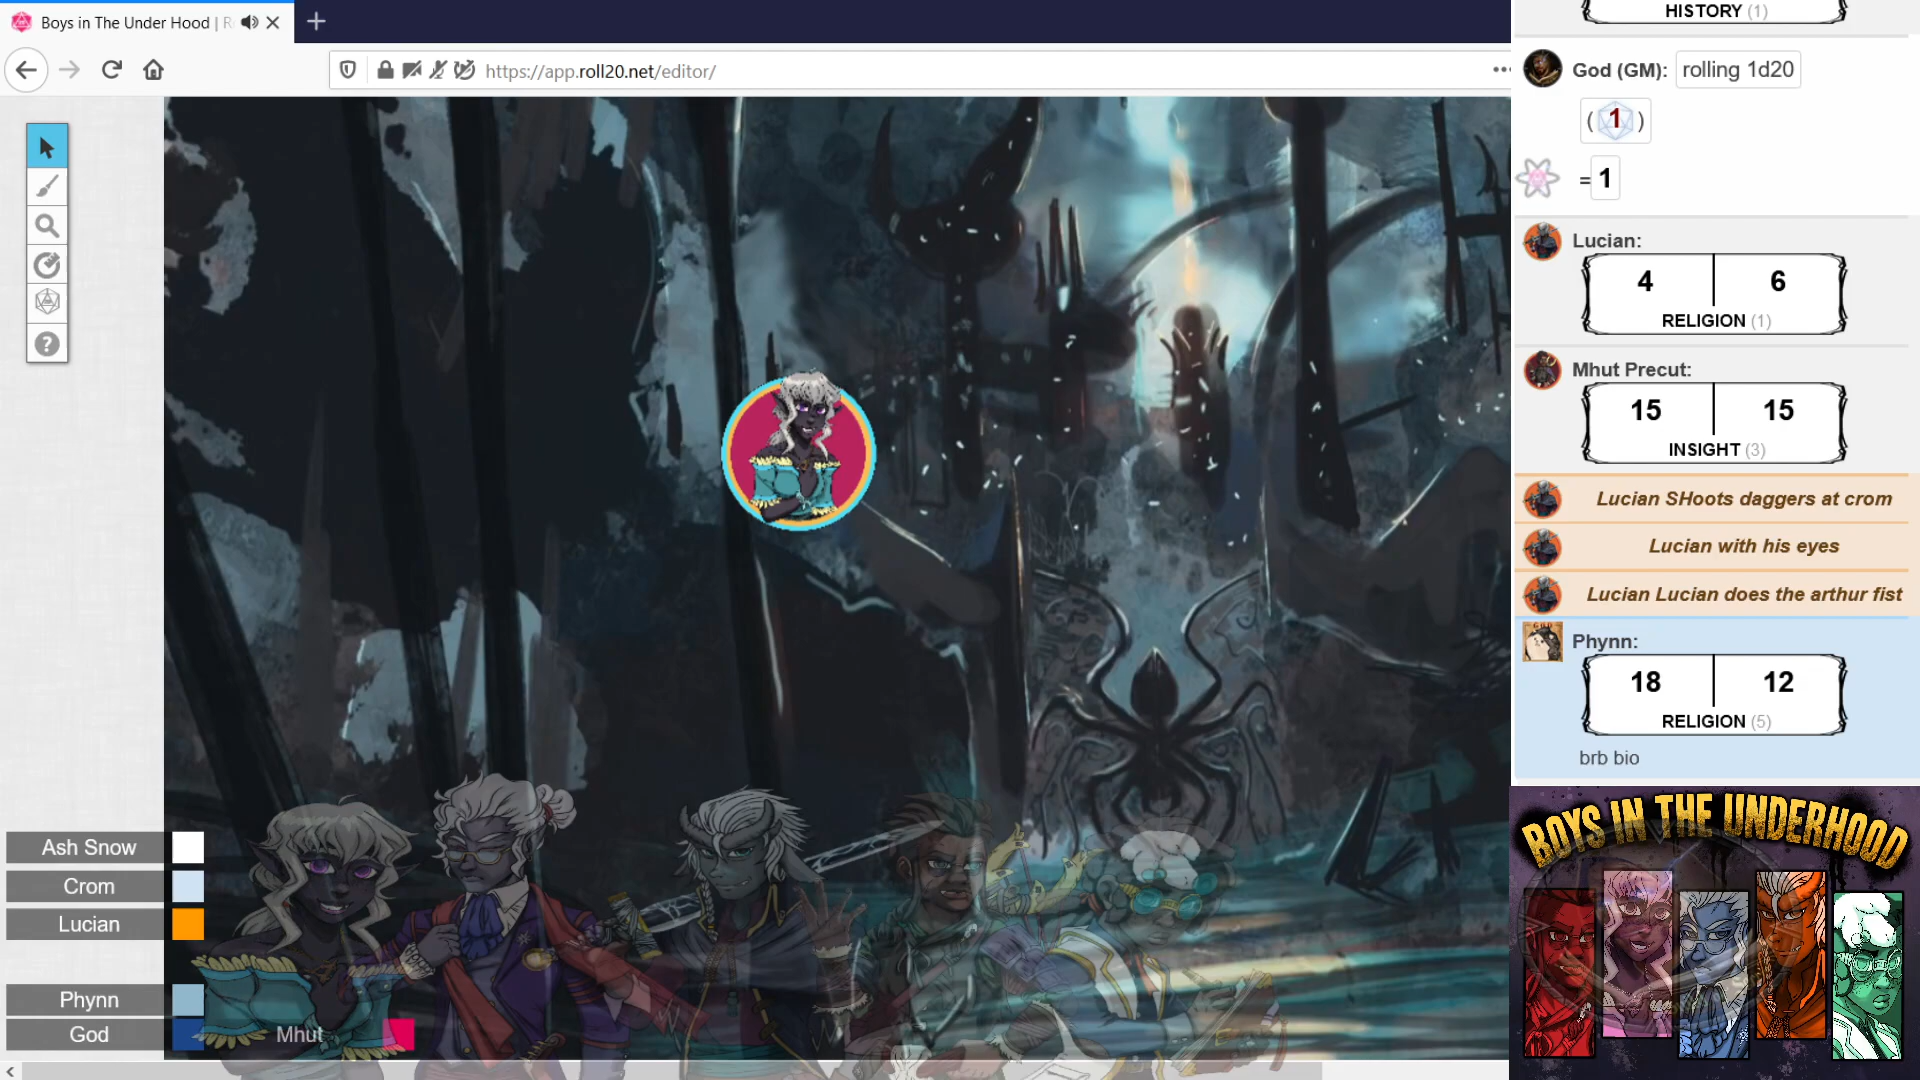 Boys in The Under Hood | R
https://app.roll20.net/editor/
HISTORY (1)
God (GM): rolling 1d20
( 1 )
= 1
Lucian:
4 6
RELIGION (1)
Mhut Precut:
15 15
INSIGHT (3)
Lucian SHoots daggers at crom
Lucian with his eyes
Lucian Lucian does the arthur fist
Phynn:
18 12
RELIGION (5)
brb bio
BOYS IN THE UNDERHOOD
Ash Snow
Crom
Lucian
Phynn
God
Mhut